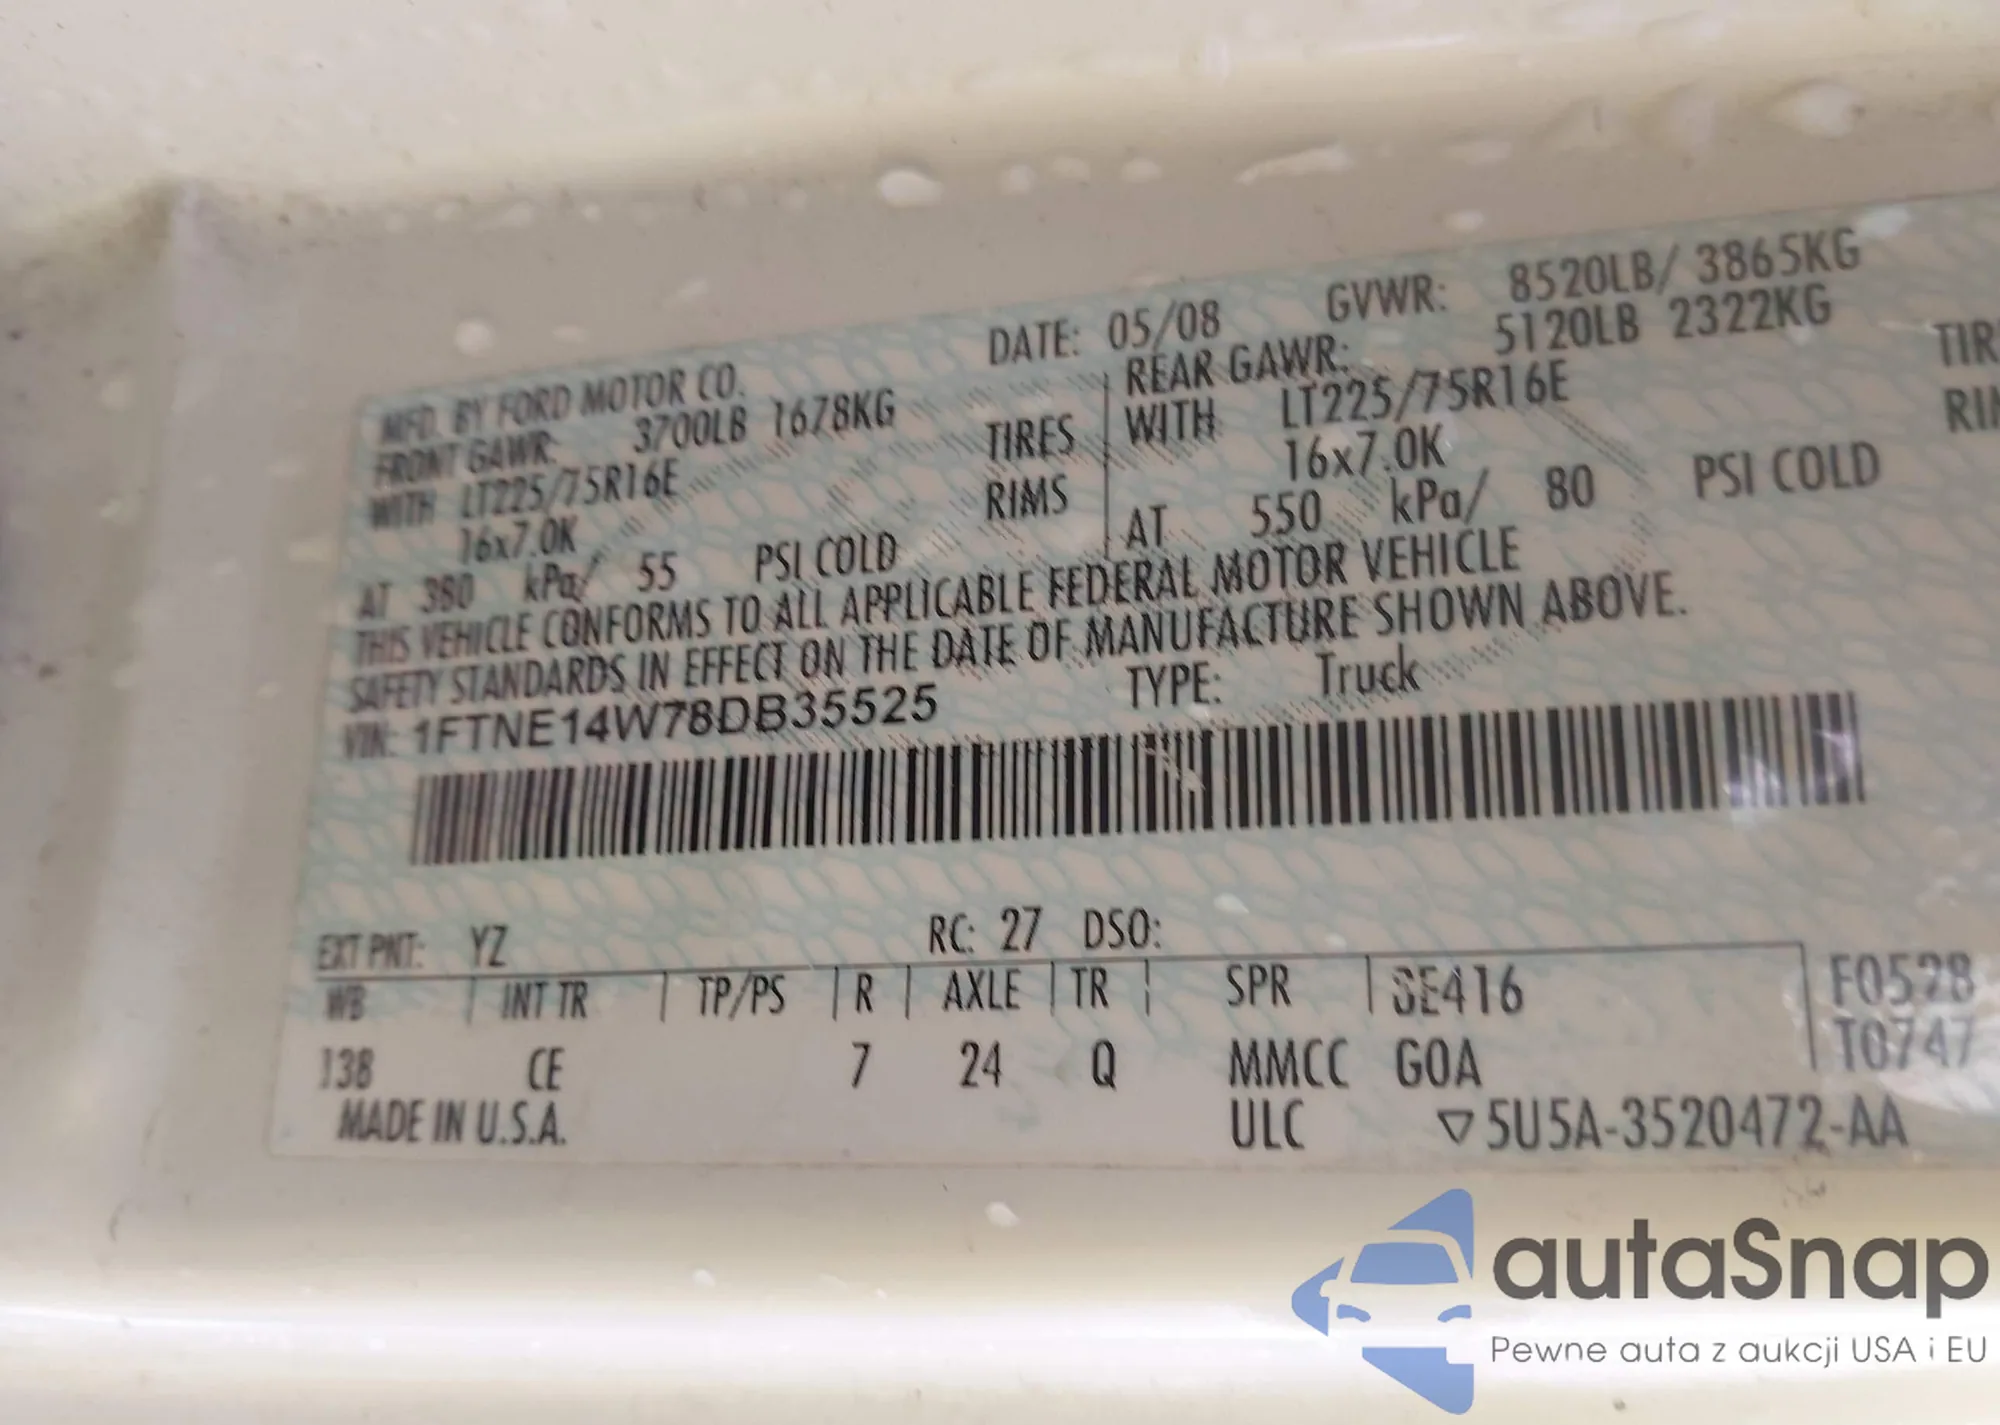 MFD. BY FORD MOTOR CO. DATE: 05/08 GVWR: 8520LB/ 3865KG
FRONT GAWR: 3700LB 1678KG REAR GAWR: 5120LB 2322KG
WITH LT225/75R16E TIRES WITH LT225/75R16E TIR
16x7.0K RIMS 16x7.0K RI
AT 380 kPa/ 55 PSI COLD AT 550 kPa/ 80 PSI COLD
THIS VEHICLE CONFORMS TO ALL APPLICABLE FEDERAL MOTOR VEHICLE
SAFETY STANDARDS IN EFFECT ON THE DATE OF MANUFACTURE SHOWN ABOVE.
VIN: 1FTNE14W78DB35525 TYPE: Truck
EXT PNT: YZ RC: 27 DSO:
WB INT TR TP/PS R AXLE TR SPR F0528
138 CE 7 24 Q MMCC GOA T0747
MADE IN U.S.A. ULC ▽5U5A-3520472-AA
autaSnap
Pewne auta z aukcji USA i EU